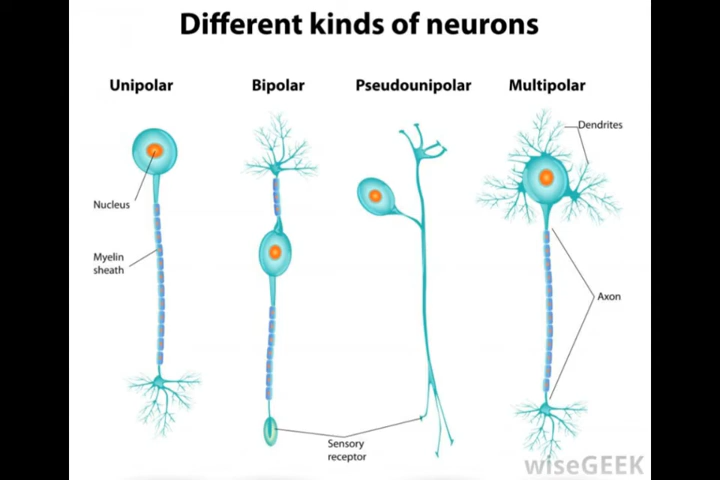 Different kinds of neurons
Unipolar
Bipolar
Pseudounipolar
Multipolar
Dendrites
Nucleus
Myelin
sheath
Axon
Sensory
receptor
wiseGEEK